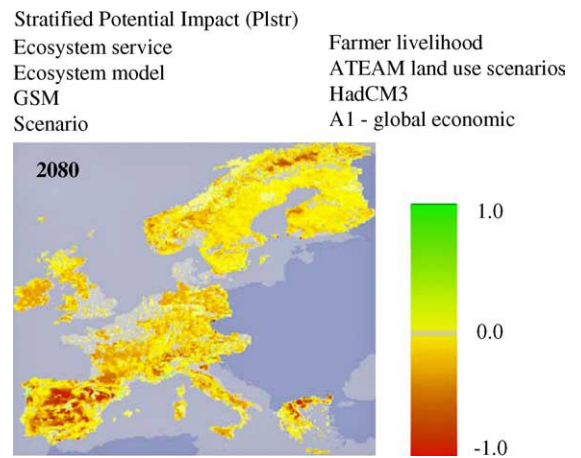 Stratified Potential Impact (Plstr)
Ecosystem service Farmer livelihood
Ecosystem model ATEAM land use scenarios
GSM HadCM3
Scenario A1 - global economic
2080
1.0
0.0
-1.0